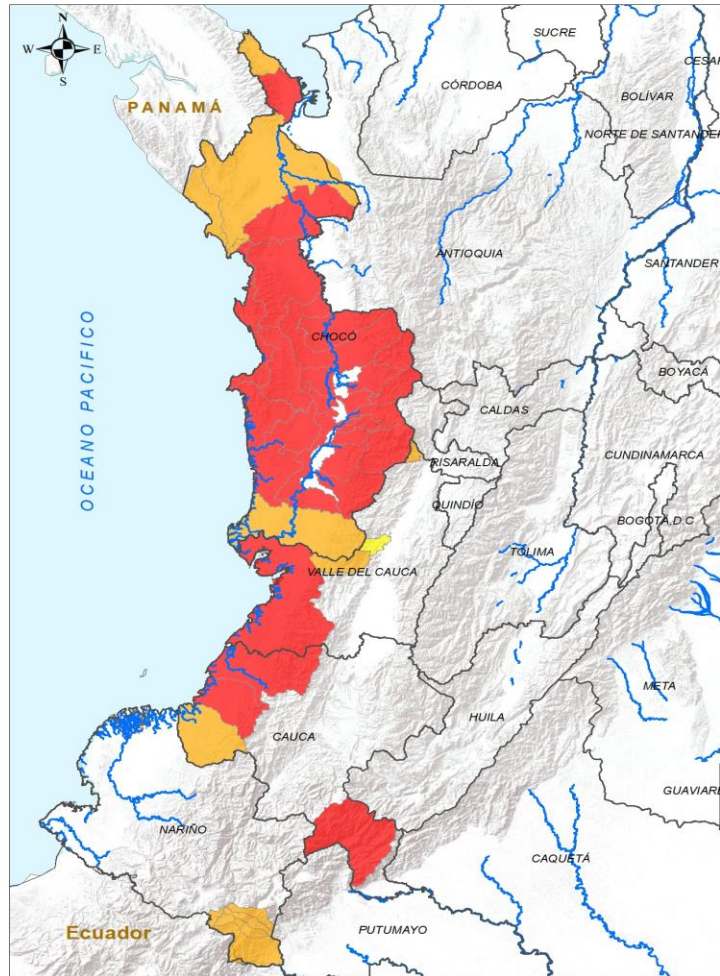 N
W E
S
SUCRE
CESAR
CÓRDOBA
BOLÍVAR
PANAMÁ
NORTE DE SANTANDER
ANTIOQUIA
SANTANDER
OCEANO PACIFICO
CHOCÓ
BOYACÁ
CALDAS
CUNDINAMARCA
RISARALDA
QUINDÍO
BOGOTÁ, D.C
TOLIMA
VALLE DEL CAUCA
META
HUILA
CAUCA
GUAVIARE
NARIÑO
CAQUETÁ
Ecuador
PUTUMAYO